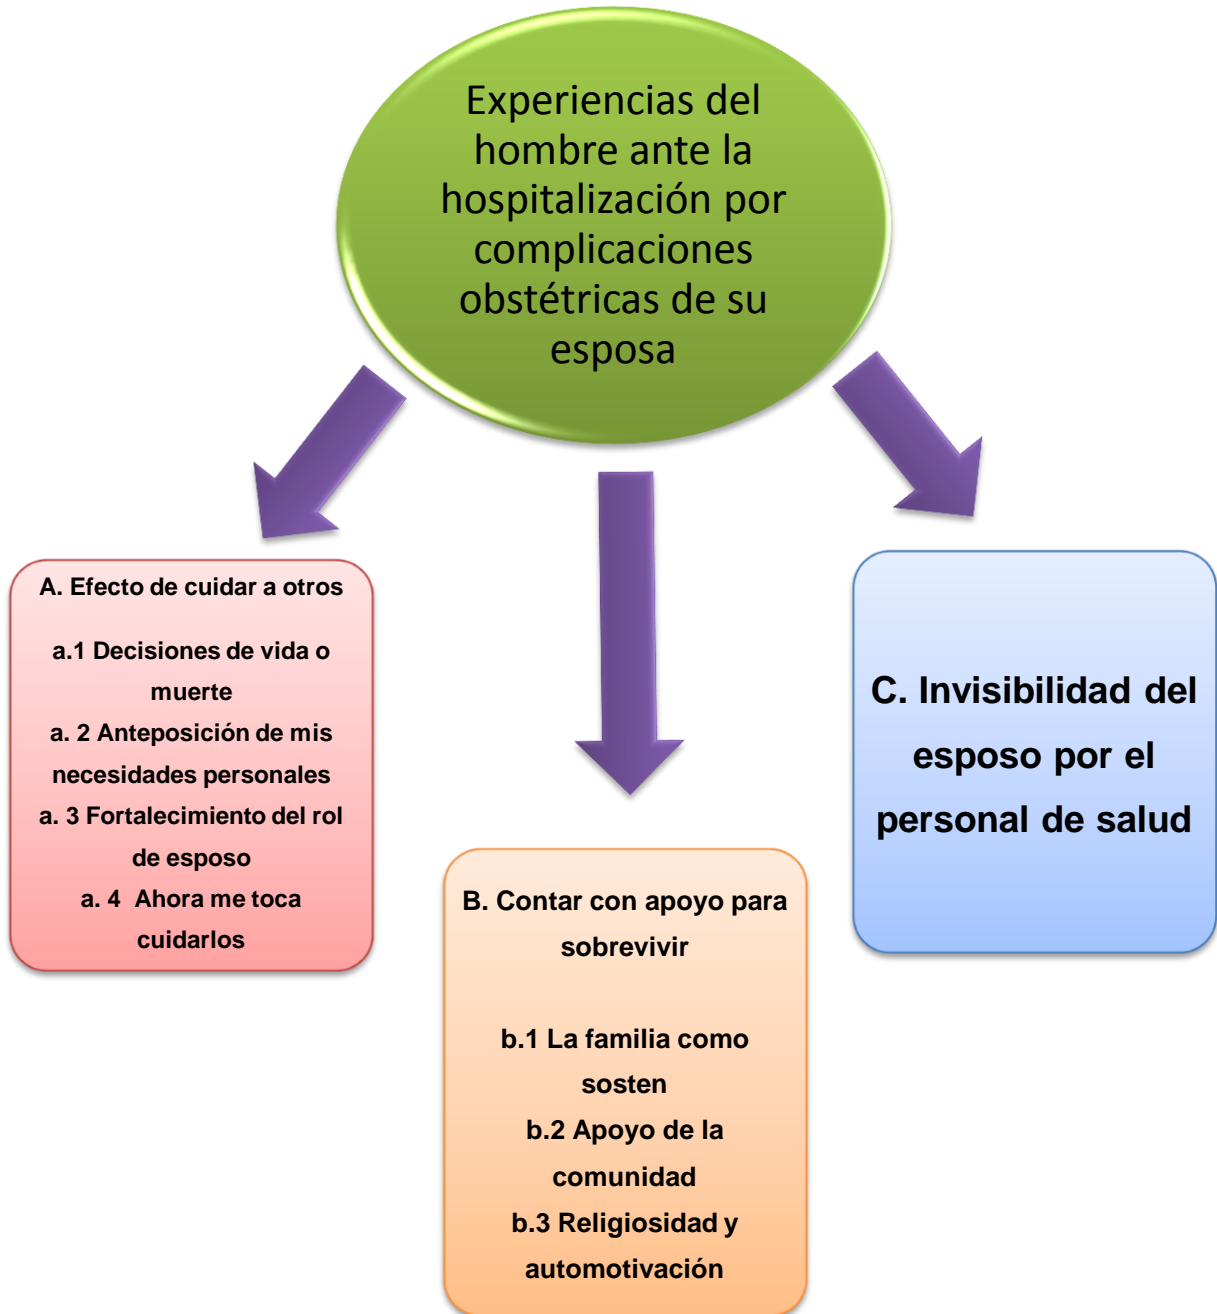 Experiencias del
hombre ante la
hospitalización por
complicaciones
obstétricas de su
esposa
A. Efecto de cuidar a otros
a.1 Decisiones de vida o
muerte
a. 2 Anteposición de mis
necesidades personales
a. 3 Fortalecimiento del rol
de esposo
a. 4 Ahora me toca
cuidarlos
B. Contar con apoyo para
sobrevivir
b.1 La familia como
sosten
b.2 Apoyo de la
comunidad
b.3 Religiosidad y
automotivación
C. Invisibilidad del
esposo por el
personal de salud